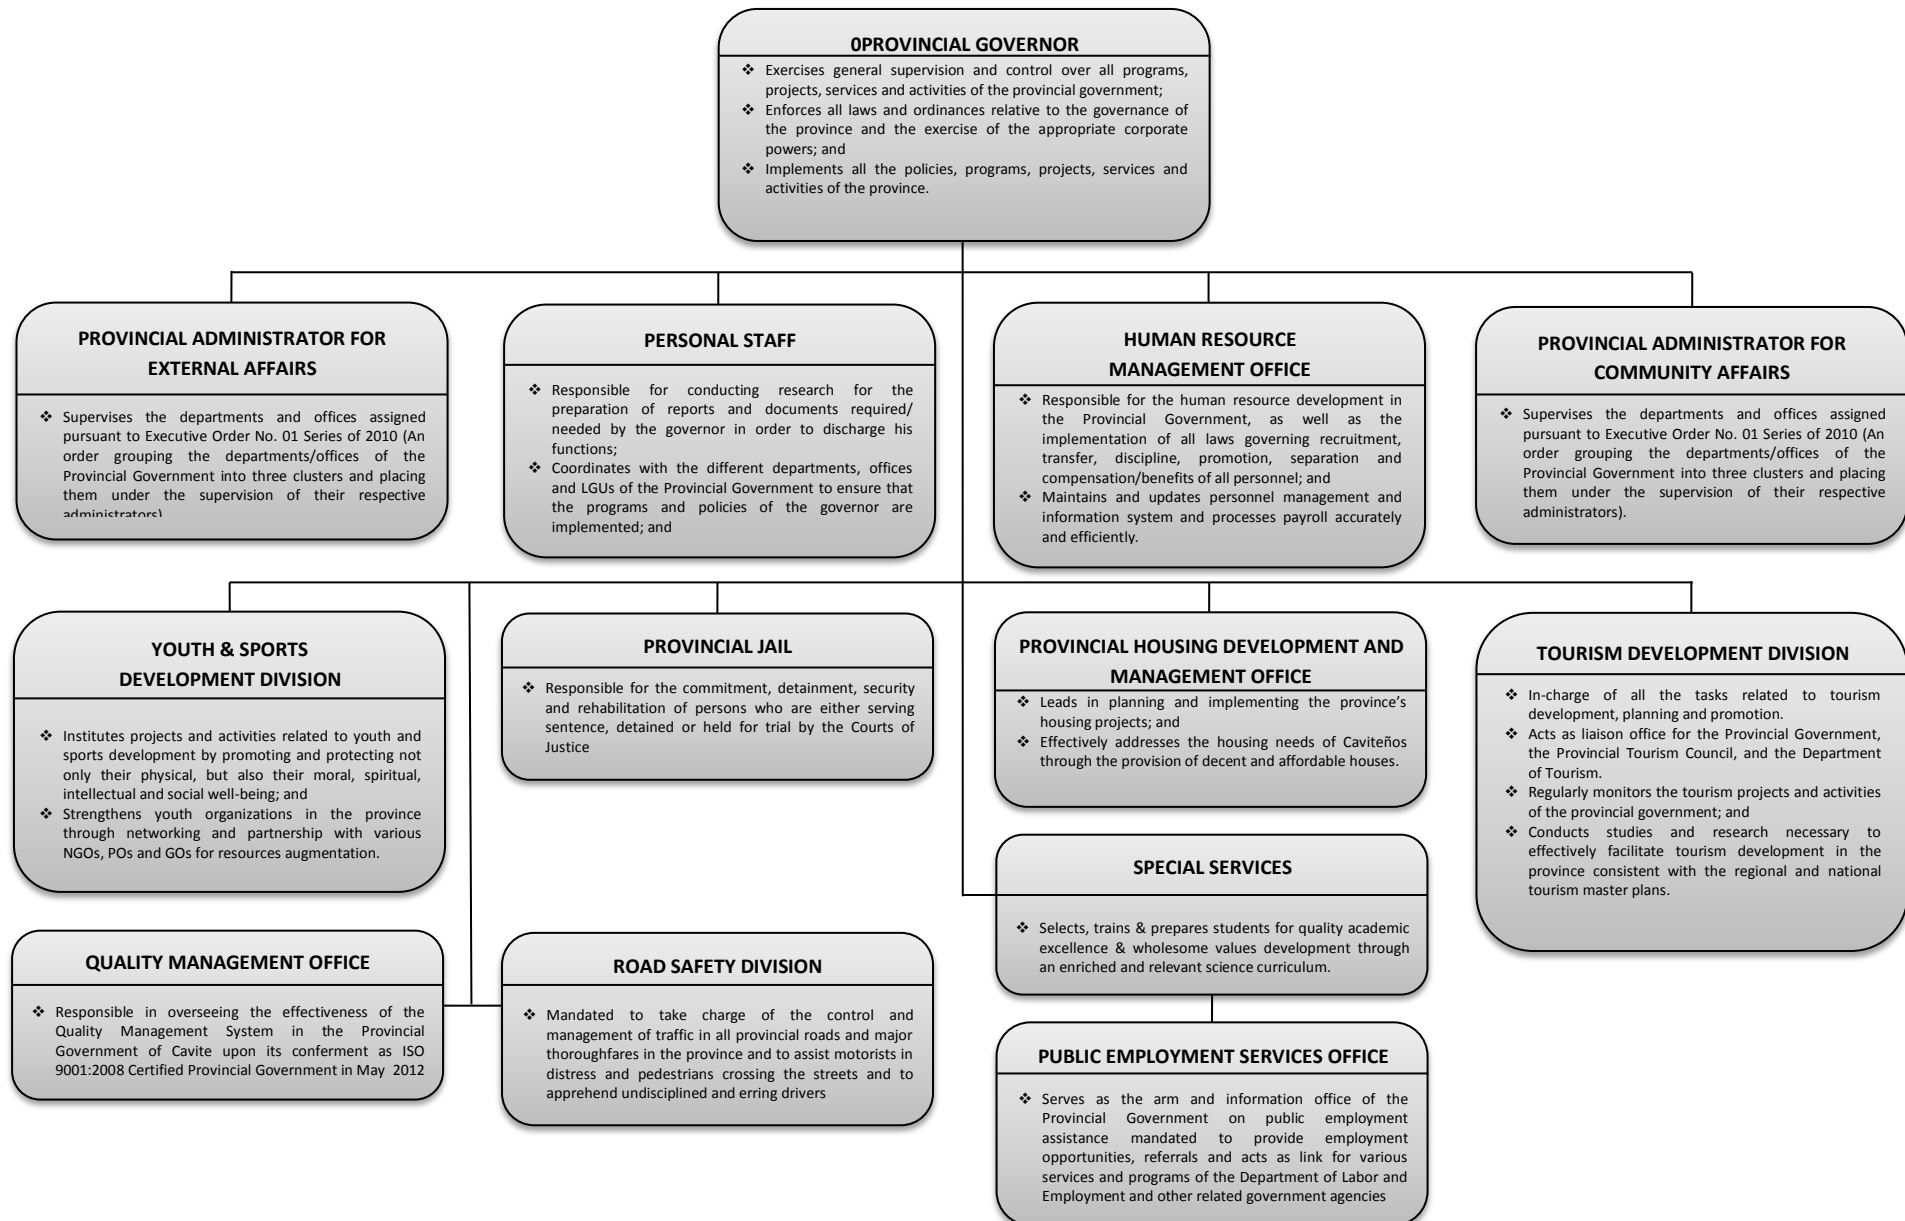 0PROVINCIAL GOVERNOR
❖ Exercises general supervision and control over all programs,
projects, services and activities of the provincial government;
❖ Enforces all laws and ordinances relative to the governance of
the province and the exercise of the appropriate corporate
powers; and
❖ Implements all the policies, programs, projects, services and
activities of the province.
PROVINCIAL ADMINISTRATOR FOR
EXTERNAL AFFAIRS
❖ Supervises the departments and offices assigned
pursuant to Executive Order No. 01 Series of 2010 (An
order grouping the departments/offices of the
Provincial Government into three clusters and placing
them under the supervision of their respective
administrators)
PERSONAL STAFF
❖ Responsible for conducting research for the
preparation of reports and documents required/
needed by the governor in order to discharge his
functions;
❖ Coordinates with the different departments, offices
and LGUs of the Provincial Government to ensure that
the programs and policies of the governor are
implemented; and
HUMAN RESOURCE
MANAGEMENT OFFICE
❖ Responsible for the human resource development in
the Provincial Government, as well as the
implementation of all laws governing recruitment,
transfer, discipline, promotion, separation and
compensation/benefits of all personnel; and
❖ Maintains and updates personnel management and
information system and processes payroll accurately
and efficiently.
PROVINCIAL ADMINISTRATOR FOR
COMMUNITY AFFAIRS
❖ Supervises the departments and offices assigned
pursuant to Executive Order No. 01 Series of 2010 (An
order grouping the departments/offices of the
Provincial Government into three clusters and placing
them under the supervision of their respective
administrators).
YOUTH & SPORTS
DEVELOPMENT DIVISION
❖ Institutes projects and activities related to youth and
sports development by promoting and protecting not
only their physical, but also their moral, spiritual,
intellectual and social well-being; and
❖ Strengthens youth organizations in the province
through networking and partnership with various
NGOs, POs and GOs for resources augmentation.
PROVINCIAL JAIL
❖ Responsible for the commitment, detainment, security
and rehabilitation of persons who are either serving
sentence, detained or held for trial by the Courts of
Justice
PROVINCIAL HOUSING DEVELOPMENT AND
MANAGEMENT OFFICE
❖ Leads in planning and implementing the province’s
housing projects; and
❖ Effectively addresses the housing needs of Caviteños
through the provision of decent and affordable houses.
TOURISM DEVELOPMENT DIVISION
❖ In-charge of all the tasks related to tourism
development, planning and promotion.
❖ Acts as liaison office for the Provincial Government,
the Provincial Tourism Council, and the Department
of Tourism.
❖ Regularly monitors the tourism projects and activities
of the provincial government; and
❖ Conducts studies and research necessary to
effectively facilitate tourism development in the
province consistent with the regional and national
tourism master plans.
SPECIAL SERVICES
❖ Selects, trains & prepares students for quality academic
excellence & wholesome values development through
an enriched and relevant science curriculum.
QUALITY MANAGEMENT OFFICE
❖ Responsible in overseeing the effectiveness of the
Quality Management System in the Provincial
Government of Cavite upon its conferment as ISO
9001:2008 Certified Provincial Government in May 2012
ROAD SAFETY DIVISION
❖ Mandated to take charge of the control and
management of traffic in all provincial roads and major
thoroughfares in the province and to assist motorists in
distress and pedestrians crossing the streets and to
apprehend undisciplined and erring drivers
PUBLIC EMPLOYMENT SERVICES OFFICE
❖ Serves as the arm and information office of the
Provincial Government on public employment
assistance mandated to provide employment
opportunities, referrals and acts as link for various
services and programs of the Department of Labor and
Employment and other related government agencies